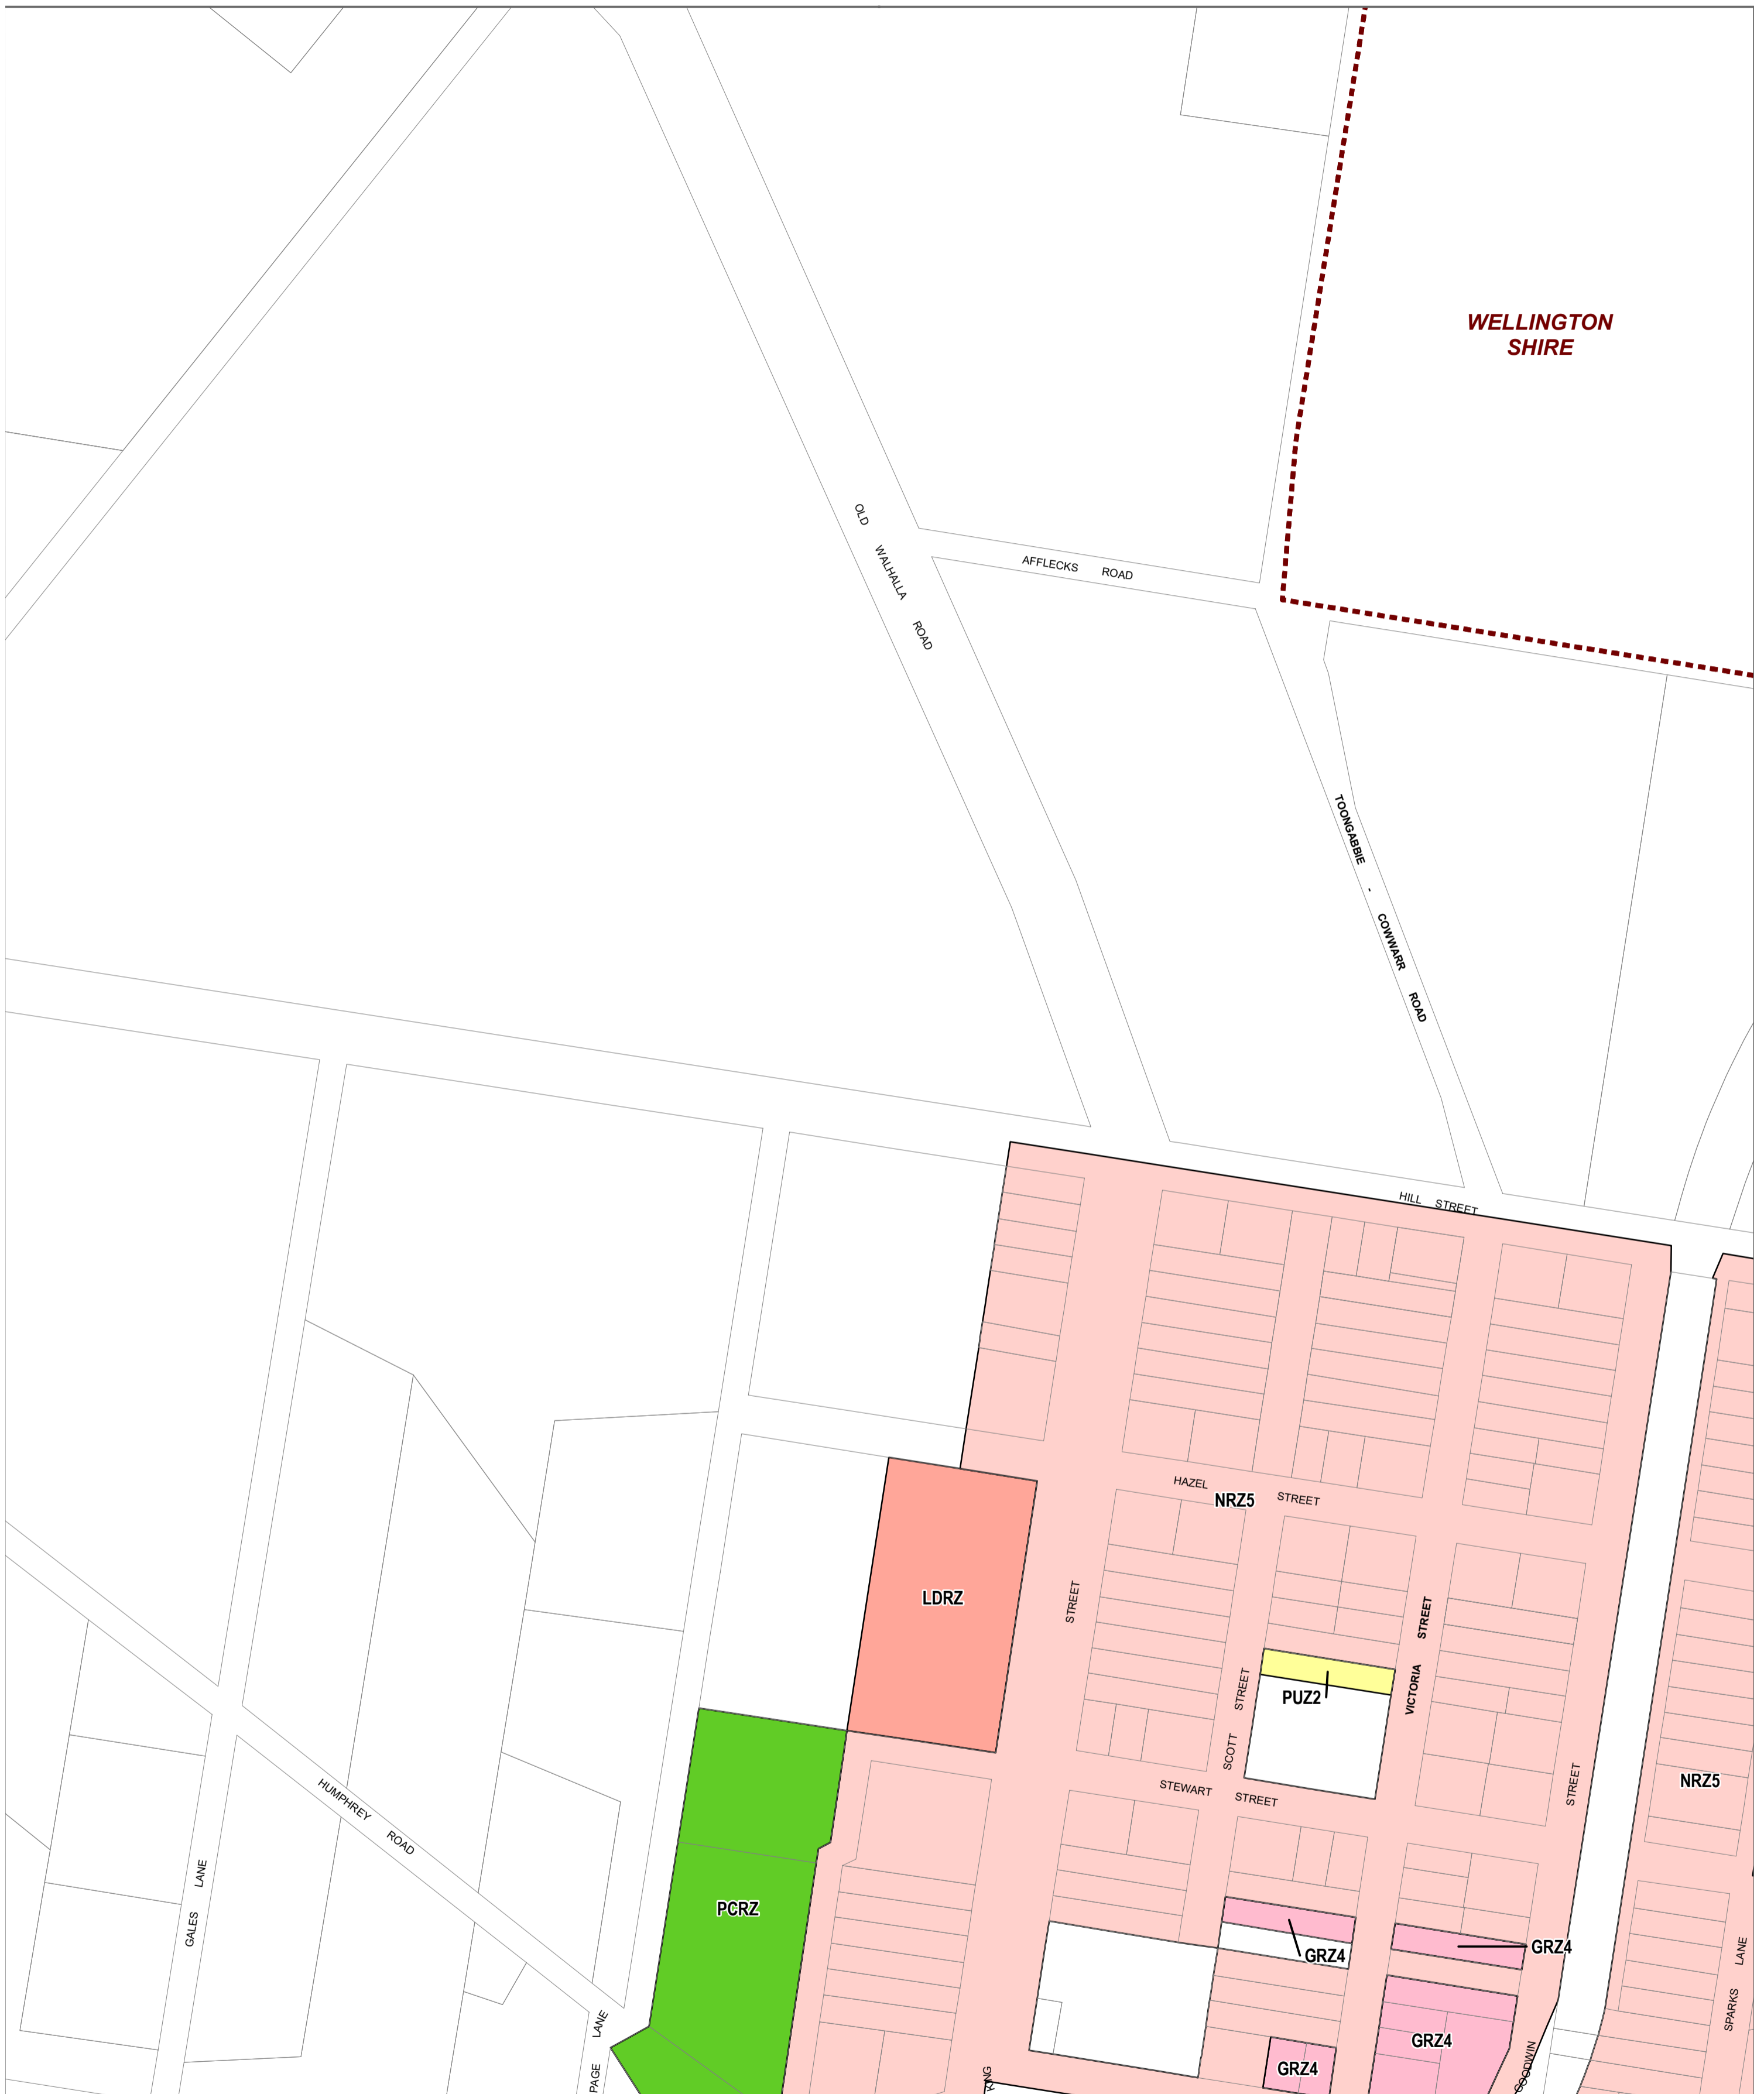 WELLINGTON
SHIRE
OLD WALHALLA ROAD
AFFLECKS ROAD
TOONGABBIE - COWWARR ROAD
HILL STREET
HAZEL STREET
NRZ5
LDRZ
STREET
VICTORIA STREET
SCOTT STREET
PUZ2
STREET
NRZ5
STEWART STREET
HUMPHREY ROAD
GALES LANE
PCRZ
GRZ4
GRZ4
SPARKS LANE
PAGE LANE
GRZ4
GRZ4
GOODWIN
KING